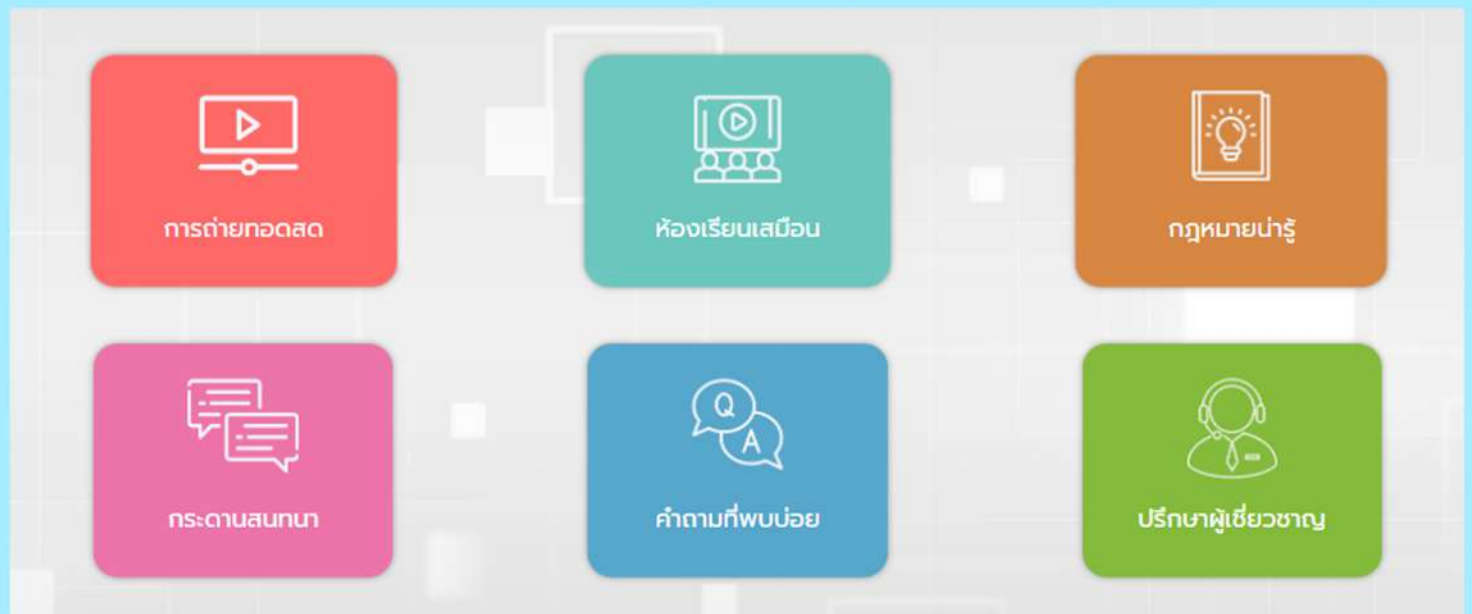 การถ่ายทอดสด
ห้องเรียนเสมือน
กฎหมายน่ารู้
กระดานสนทนา
Q
A
คำถามที่พบบ่อย
ปรึกษาผู้เชี่ยวชาญ